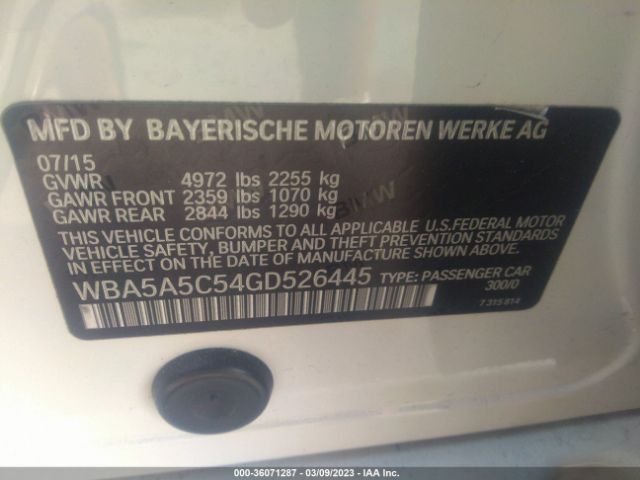 MFD BY BAYERISCHE MOTOREN WERKE AG
07/15
GVWR 4972 lbs 2255 kg
GAWR FRONT 2359 lbs 1070 kg
GAWR REAR 2844 lbs 1290 kg
THIS VEHICLE CONFORMS TO ALL APPLICABLE U.S.FEDERAL MOTOR
VEHICLE SAFETY, BUMPER AND THEFT PREVENTION STANDARDS
IN EFFECT ON THE DATE OF MANUFACTURE SHOWN ABOVE.
WBA5A5C54GD526445 TYPE: PASSENGER CAR
300/0
7315814
000-36071287 - 03/09/2023 - IAA Inc.